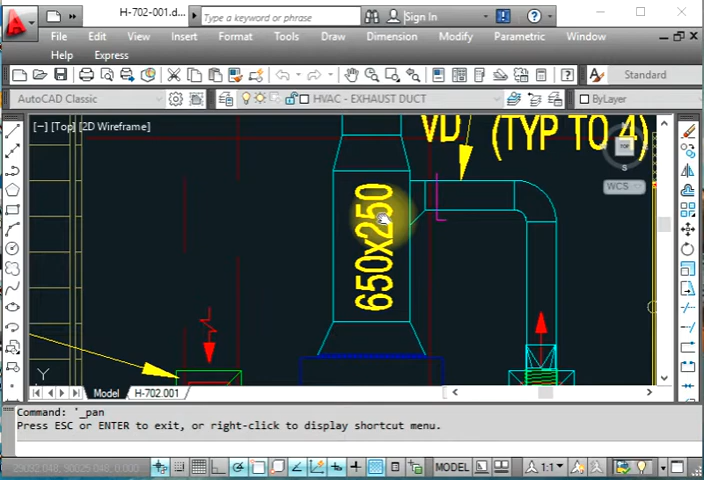 H-702-001.d...
Type a keyword or phrase
Sign In
File Edit View Insert Format Tools Draw Dimension Modify Parametric Window
Help Express
Standard
AutoCAD Classic
HVAC - EXHAUST DUCT
ByLayer
[−] [Top] [2D Wireframe]
VD (TYP TO 4)
TOP
WCS
650x250
Y
Model H-702.001
Command: '_pan
Press ESC or ENTER to exit, or right-click to display shortcut menu.
MODEL
1:1